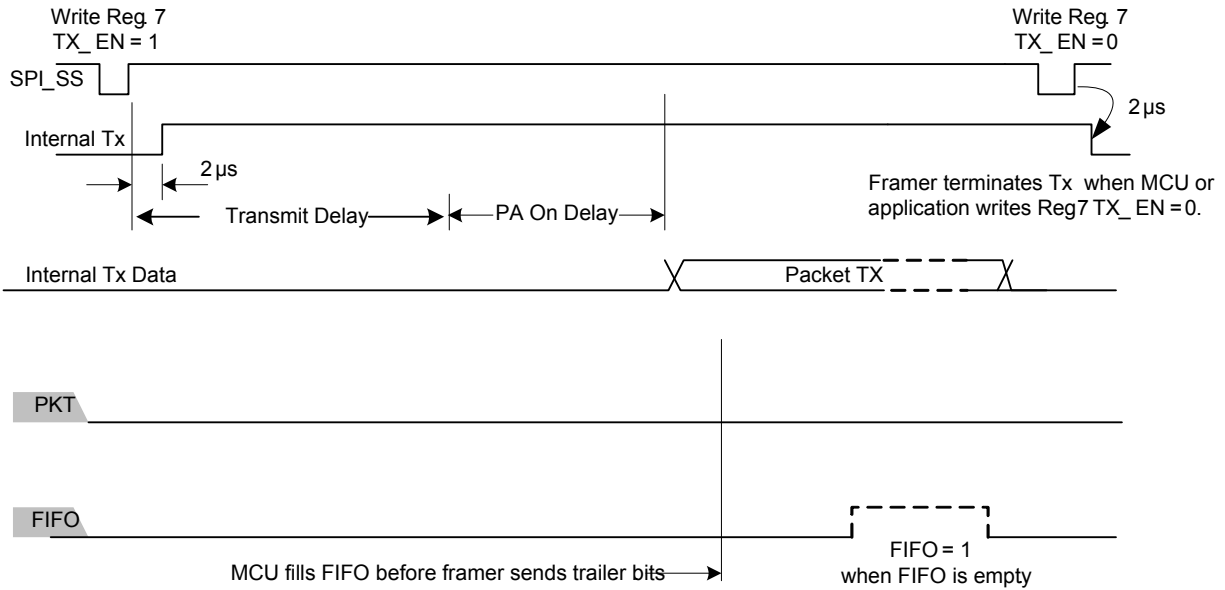 Write Reg. 7
TX_ EN = 1
Write Reg. 7
TX_ EN = 0
SPI_SS
2 µs
Internal Tx
2 µs
Framer terminates Tx when MCU or
application writes Reg7 TX_ EN = 0.
Transmit Delay
PA On Delay
Internal Tx Data
Packet TX
PKT
FIFO
FIFO = 1
when FIFO is empty
MCU fills FIFO before framer sends trailer bits